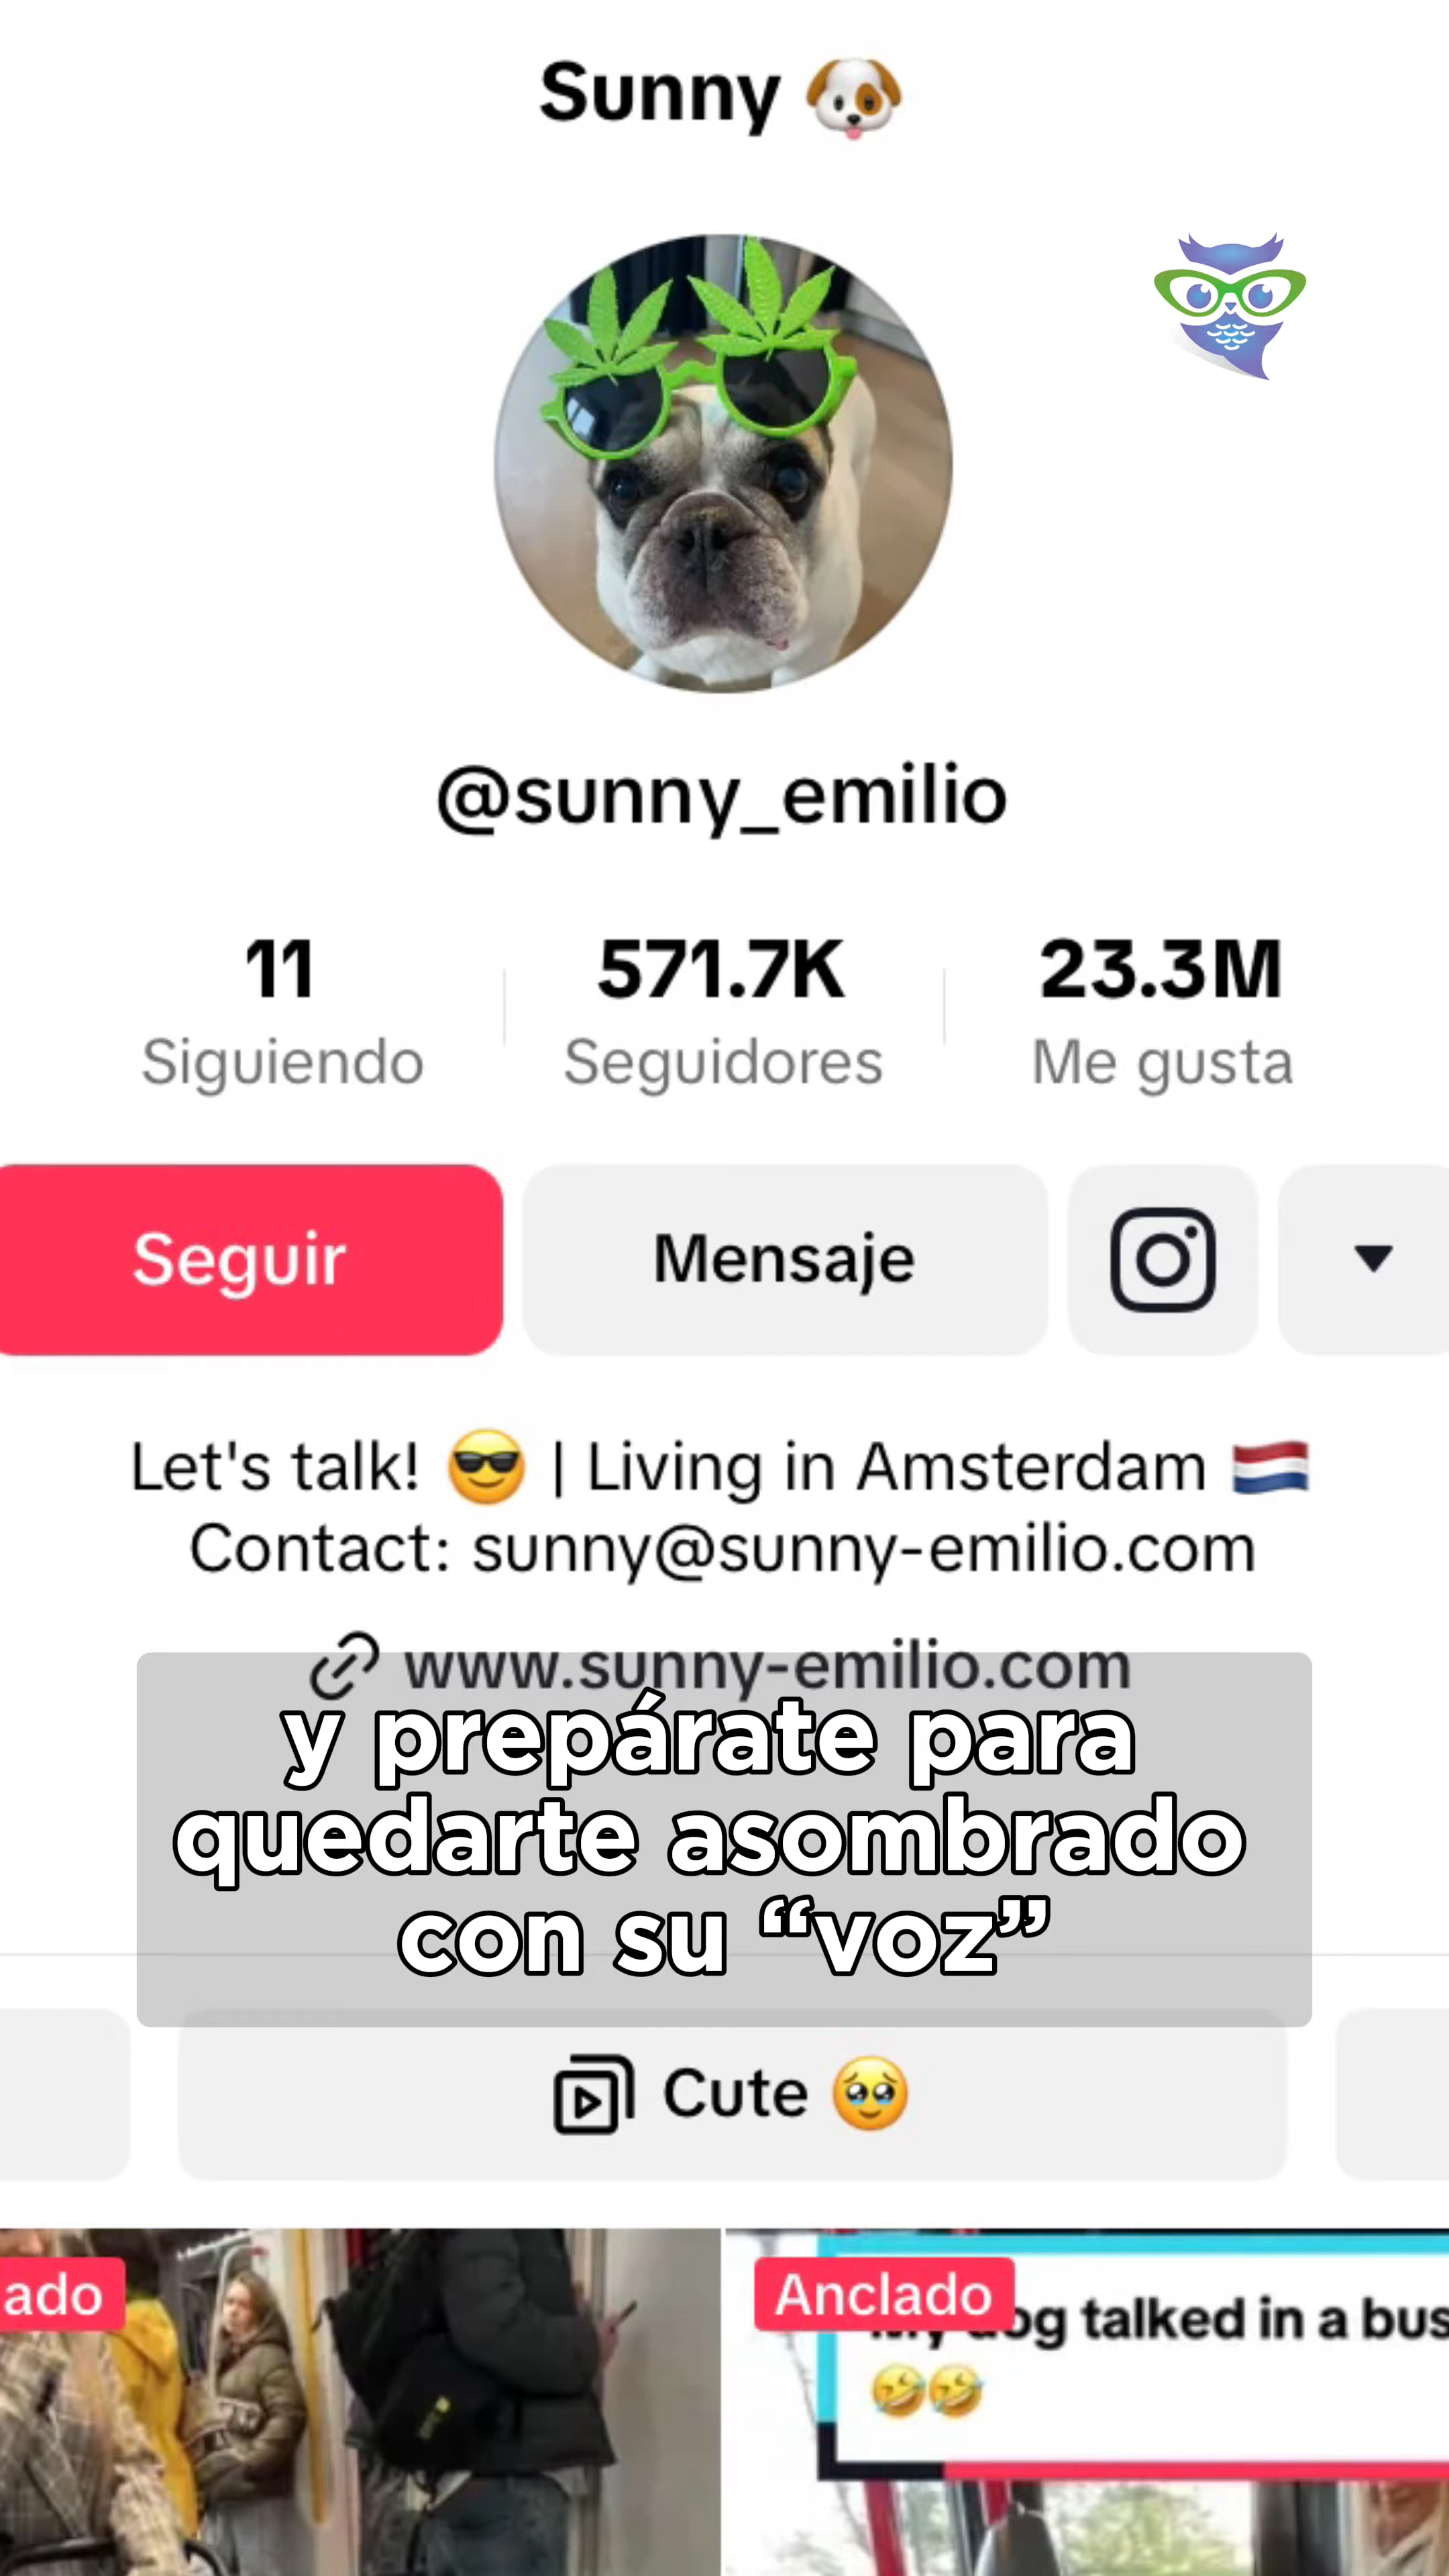 Sunny 🐶
@sunny_emilio
11
Siguiendo
571.7K
Seguidores
23.3M
Me gusta
Seguir
Mensaje
Let's talk! 😎 | Living in Amsterdam 🇳🇱
Contact: sunny@sunny-emilio.com
www.sunny-emilio.com
y prepárate para
quedarte asombrado
con su “voz”
Cute 🥹
ado
Anclado
My dog talked in a bus
🤣🤣